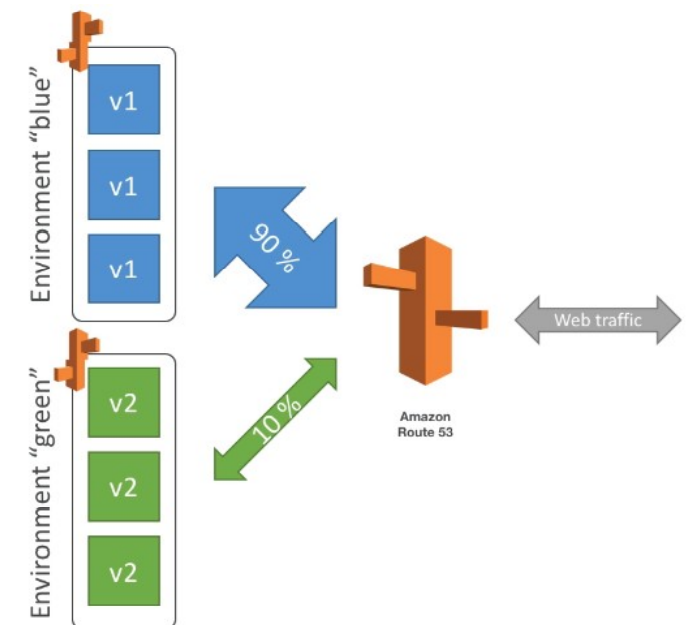 Environment “blue”
v1
v1
v1
90 %
Web traffic
Amazon
Route 53
Environment “green”
v2
v2
v2
10 %